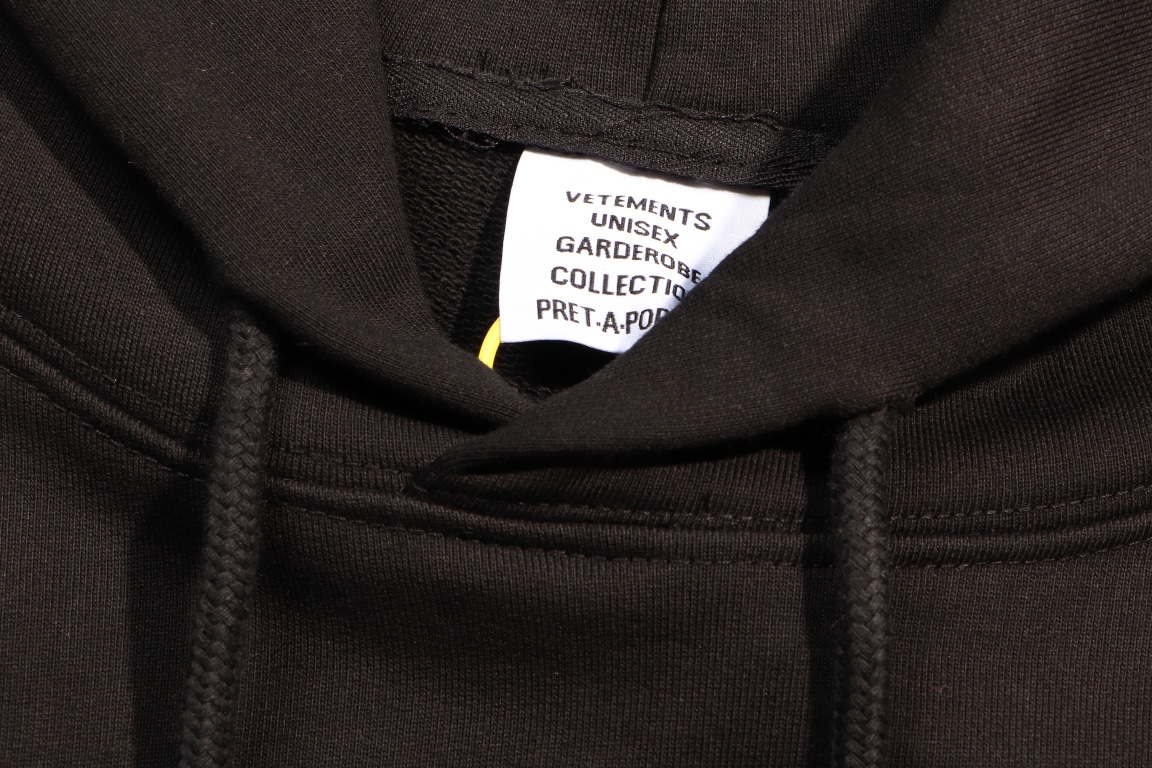 VETEMENTS
UNISEX
GARDEROBE
COLLECTIO
PRET-A-POR